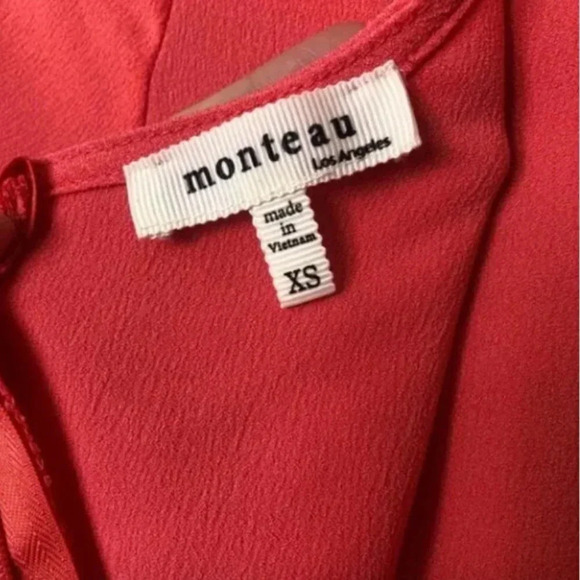 monteau
Los Angeles
made
in
Vietnam
XS